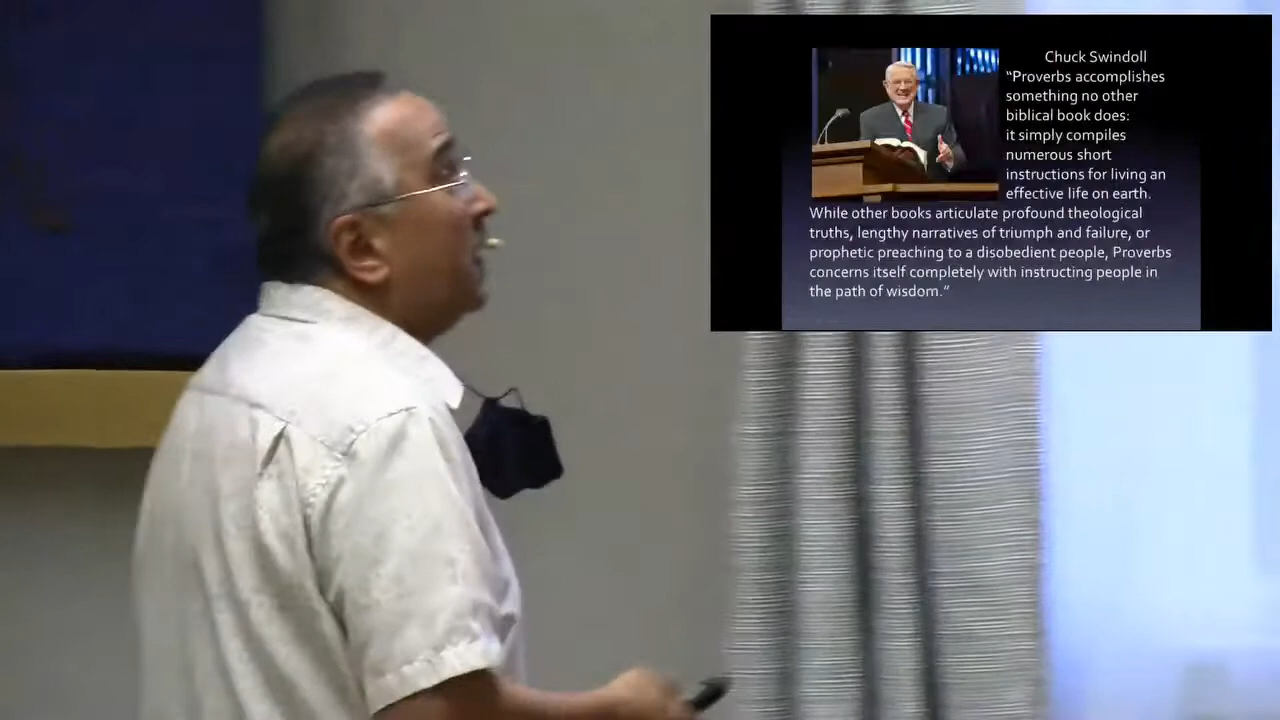 Chuck Swindoll
“Proverbs accomplishes
something no other
biblical book does:
it simply compiles
numerous short
instructions for living an
effective life on earth.
While other books articulate profound theological
truths, lengthy narratives of triumph and failure, or
prophetic preaching to a disobedient people, Proverbs
concerns itself completely with instructing people in
the path of wisdom.”